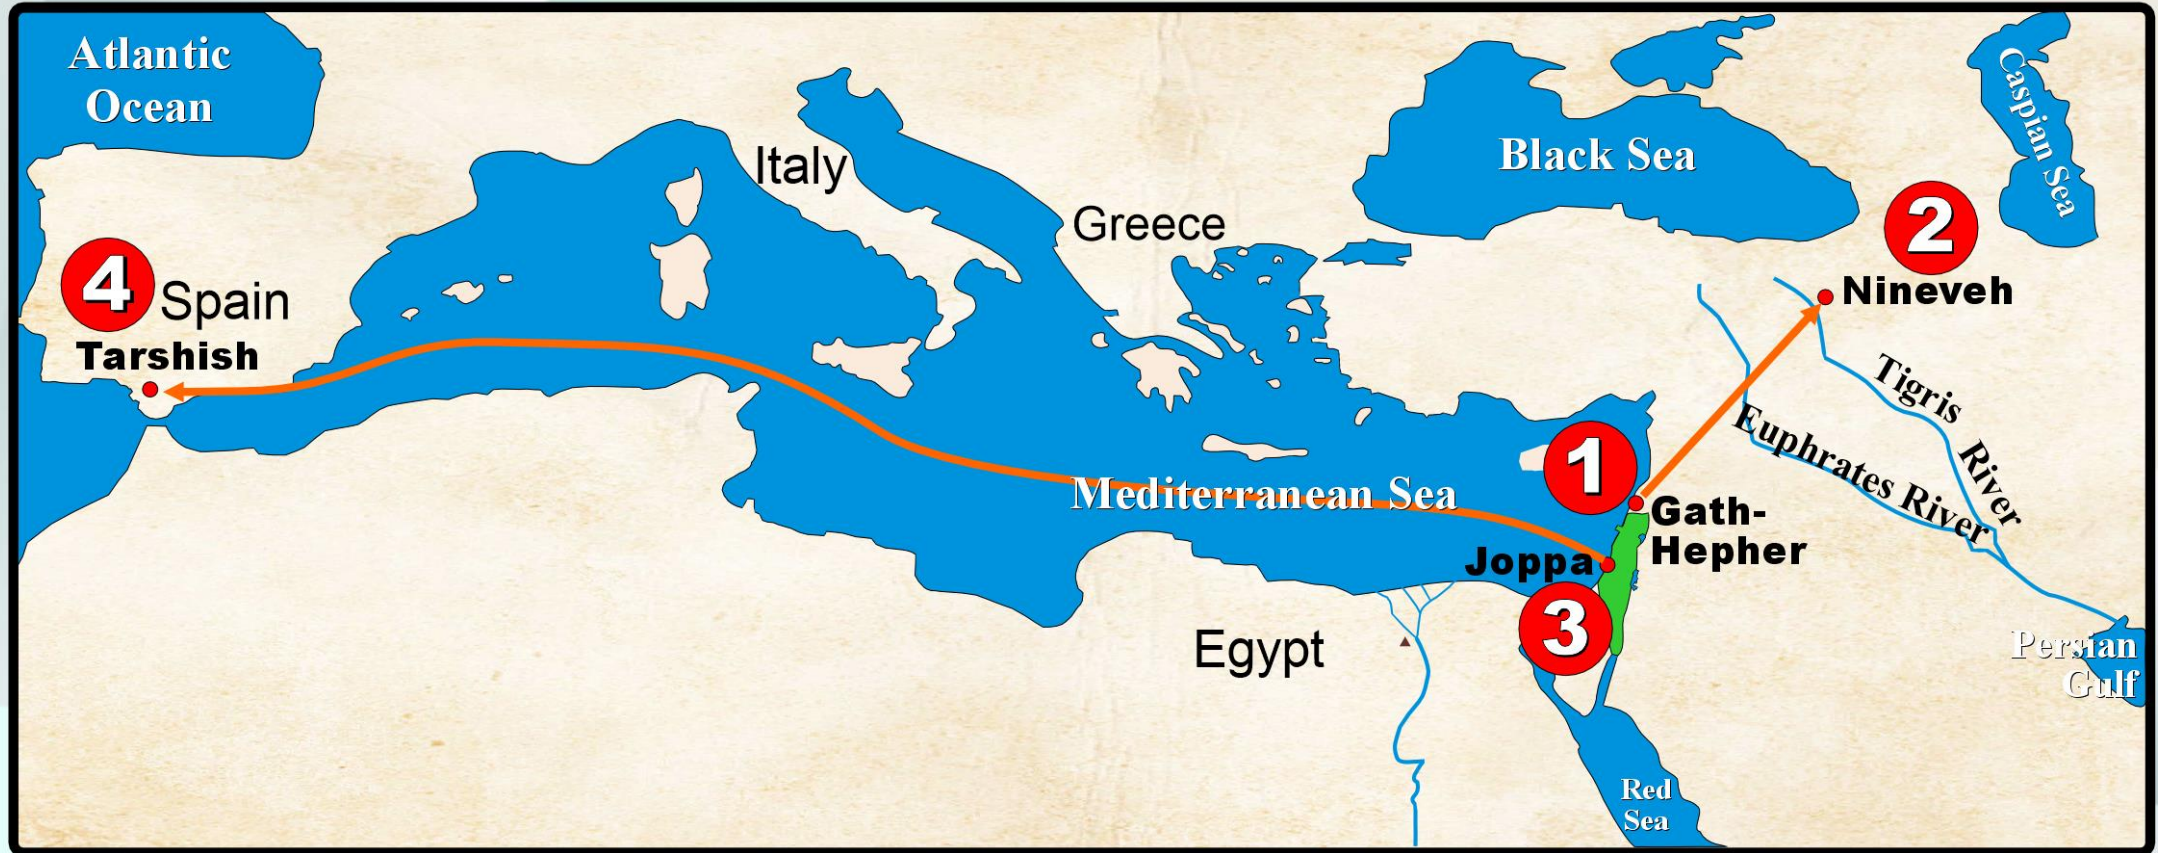 Atlantic
Ocean
Caspian Sea
Black Sea
Italy
Greece
2
Nineveh
4
Spain
Tarshish
Tigris River
Euphrates River
1
Mediterranean Sea
Gath-
Hepher
Joppa
3
Egypt
Persian
Gulf
Red
Sea